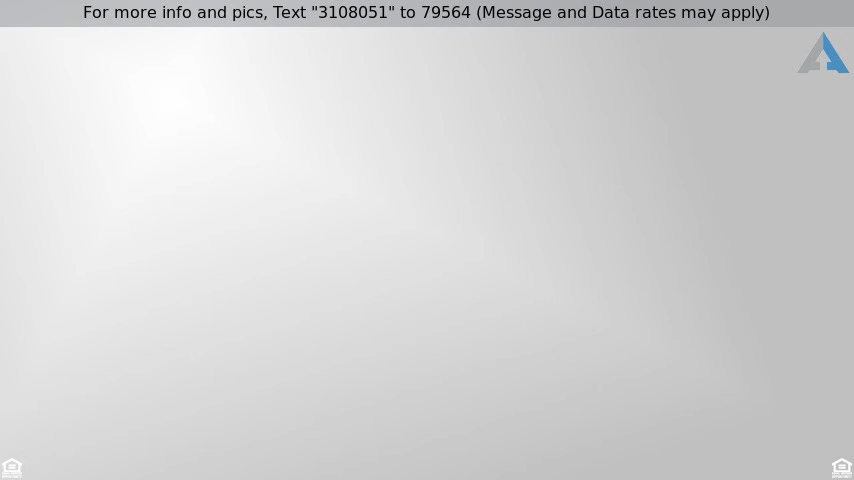 For more info and pics, Text "3108051" to 79564 (Message and Data rates may apply)